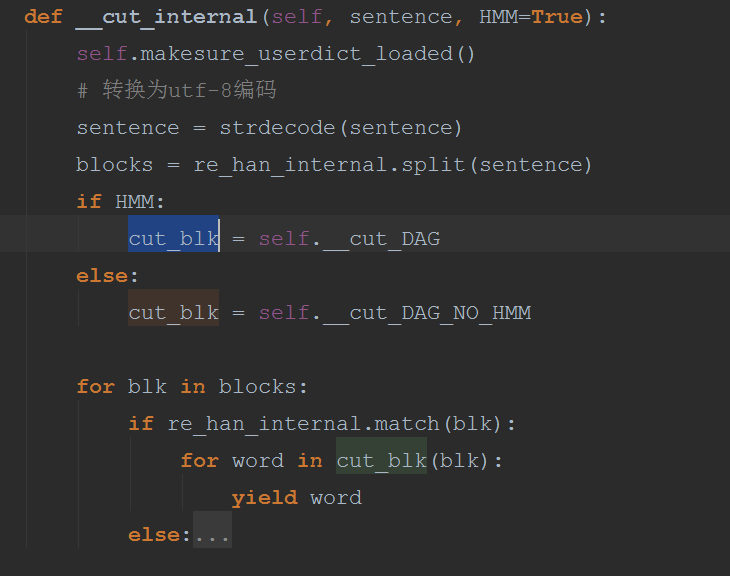 def __cut_internal(self, sentence, HMM=True):
    self.makesure_userdict_loaded()
    # 转换为utf-8编码
    sentence = strdecode(sentence)
    blocks = re_han_internal.split(sentence)
    if HMM:
        cut_blk = self.__cut_DAG
    else:
        cut_blk = self.__cut_DAG_NO_HMM
    for blk in blocks:
        if re_han_internal.match(blk):
            for word in cut_blk(blk):
                yield word
        else:...